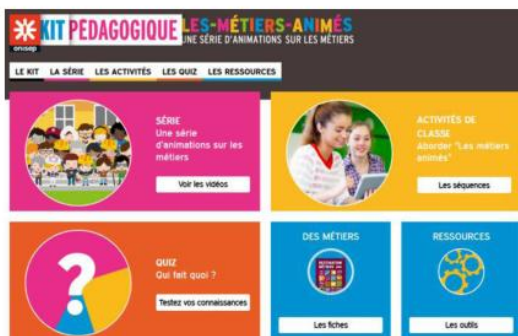 KIT PÉDAGOGIQUE LES-MÉTIERS-ANIMÉS
UNE SÉRIE D'ANIMATIONS SUR LES MÉTIERS
onisep
LE KIT LA SÉRIE LES ACTIVITÉS LES QUIZ LES RESSOURCES
SÉRIE
Une série
d'animations sur les
métiers
Voir les vidéos
ACTIVITÉS DE
CLASSE
Aborder "Les métiers
animés"
Les séquences
QUIZ
Qui fait quoi ?
Testez vos connaissances
?
DES MÉTIERS
Les fiches
RESSOURCES
Les outils